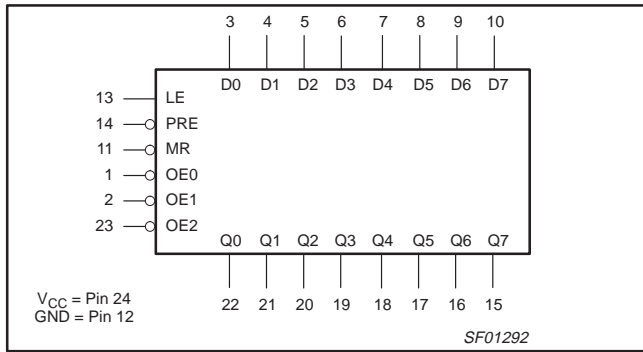 3 4 5 6 7 8 9 10
D0 D1 D2 D3 D4 D5 D6 D7
13 LE
14 PRE
11 MR
1 OE0
2 OE1
23 OE2
Q0 Q1 Q2 Q3 Q4 Q5 Q6 Q7
22 21 20 19 18 17 16 15
VCC = Pin 24
GND = Pin 12
SF01292